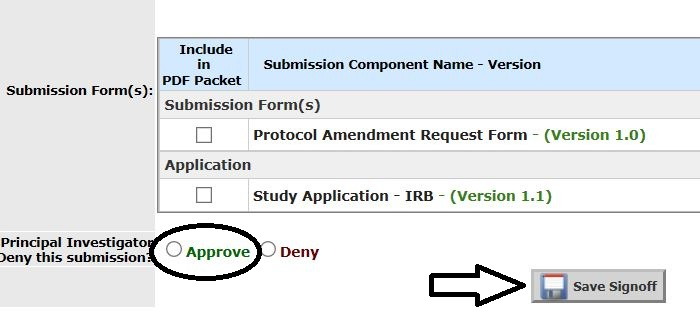 Include
in
PDF Packet
Submission Component Name - Version
Submission Form(s):
Submission Form(s)
Protocol Amendment Request Form - (Version 1.0)
Application
Study Application - IRB - (Version 1.1)
Principal Investigator
Deny this submission?
Approve
Deny
Save Signoff